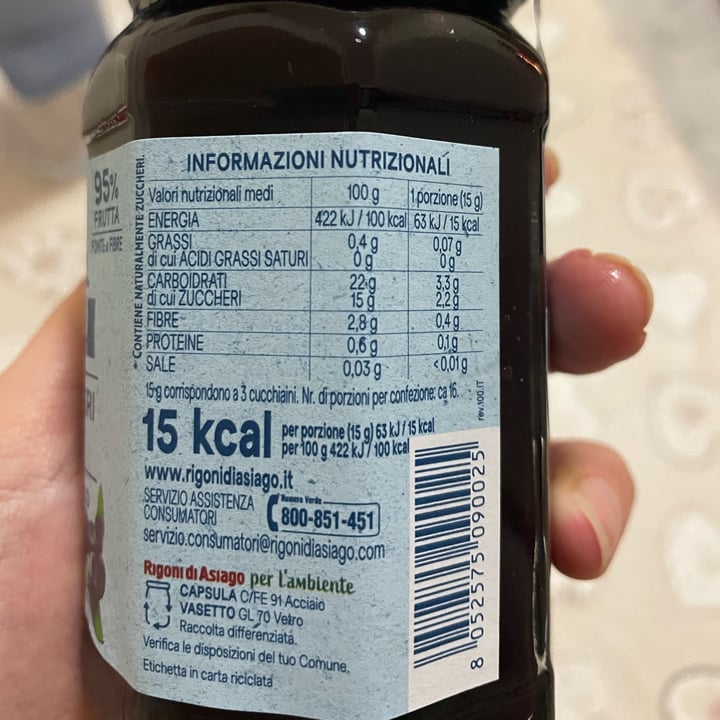 95%
FRUTTA
FONTE di FIBRE
* CONTIENE NATURALMENTE ZUCCHERI.
INFORMAZIONI NUTRIZIONALI
Valori nutrizionali medi 100 g 1 porzione (15 g)
ENERGIA 422 kJ / 100 kcal 63 kJ / 15 kcal
GRASSI 0,4 g 0,07 g
di cui ACIDI GRASSI SATURI 0 g 0 g
CARBOIDRATI 22 g 3,3 g
di cui ZUCCHERI 15 g 2,2 g
FIBRE 2,8 g 0,4 g
PROTEINE 0,6 g 0,1 g
SALE 0,03 g <0,01 g
15 g corrispondono a 3 cucchiaini. Nr. di porzioni per confezione: ca 16.
rev.100.IT
15 kcal per porzione (15 g) 63 kJ / 15 kcal
per 100 g 422 kJ / 100 kcal
www.rigonidiasiago.it
SERVIZIO ASSISTENZA
CONSUMATORI
Numero Verde
800-851-451
servizio.consumatori@rigonidiasiago.com
Rigoni di Asiago per l'ambiente
CAPSULA C/FE 91 Acciaio
VASETTO GL 70 Vetro
Raccolta differenziata.
Verifica le disposizioni del tuo Comune.
Etichetta in carta riciclata
8 052575 090025